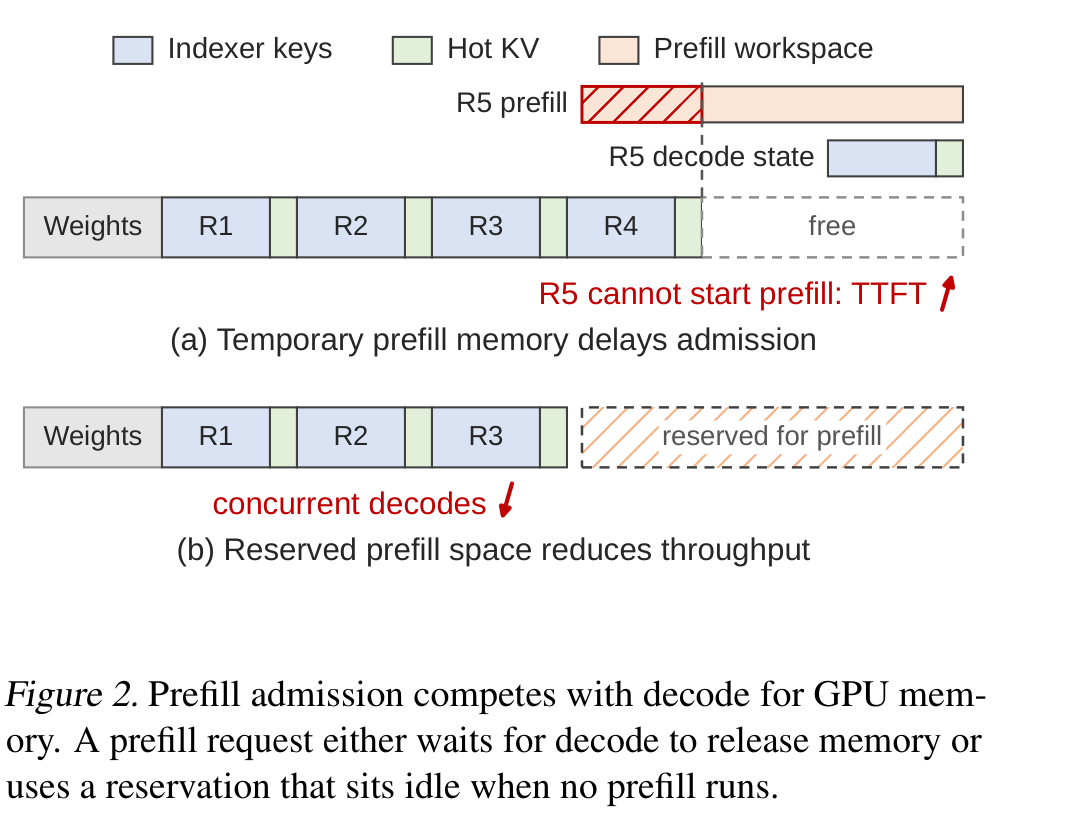 Indexer keys Hot KV Prefill workspace
R5 prefill
R5 decode state
Weights R1 R2 R3 R4 free
R5 cannot start prefill: TTFT
(a) Temporary prefill memory delays admission
Weights R1 R2 R3 reserved for prefill
concurrent decodes
(b) Reserved prefill space reduces throughput
Figure 2. Prefill admission competes with decode for GPU mem-
ory. A prefill request either waits for decode to release memory or
uses a reservation that sits idle when no prefill runs.